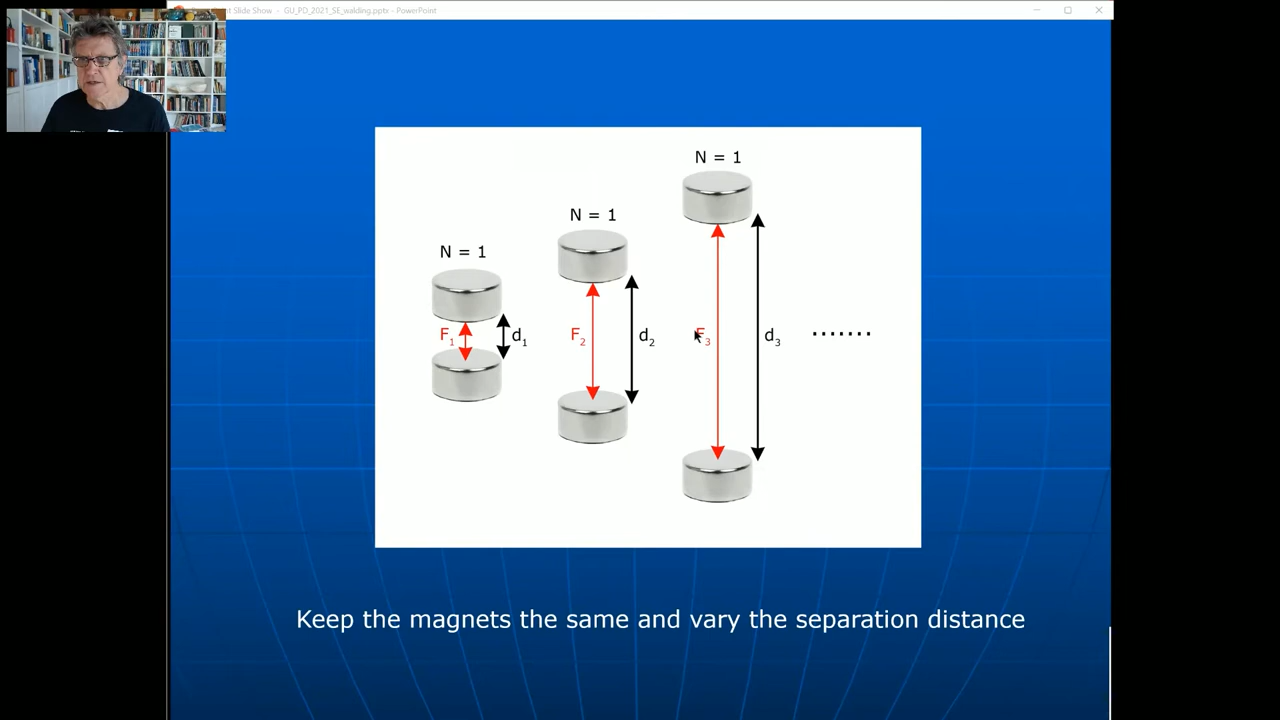 nt Slide Show - GU_PD_2021_SE_walding.pptx - PowerPoint
N = 1
N = 1
N = 1
F1
d1
F2
d2
F3
d3
.......
Keep the magnets the same and vary the separation distance